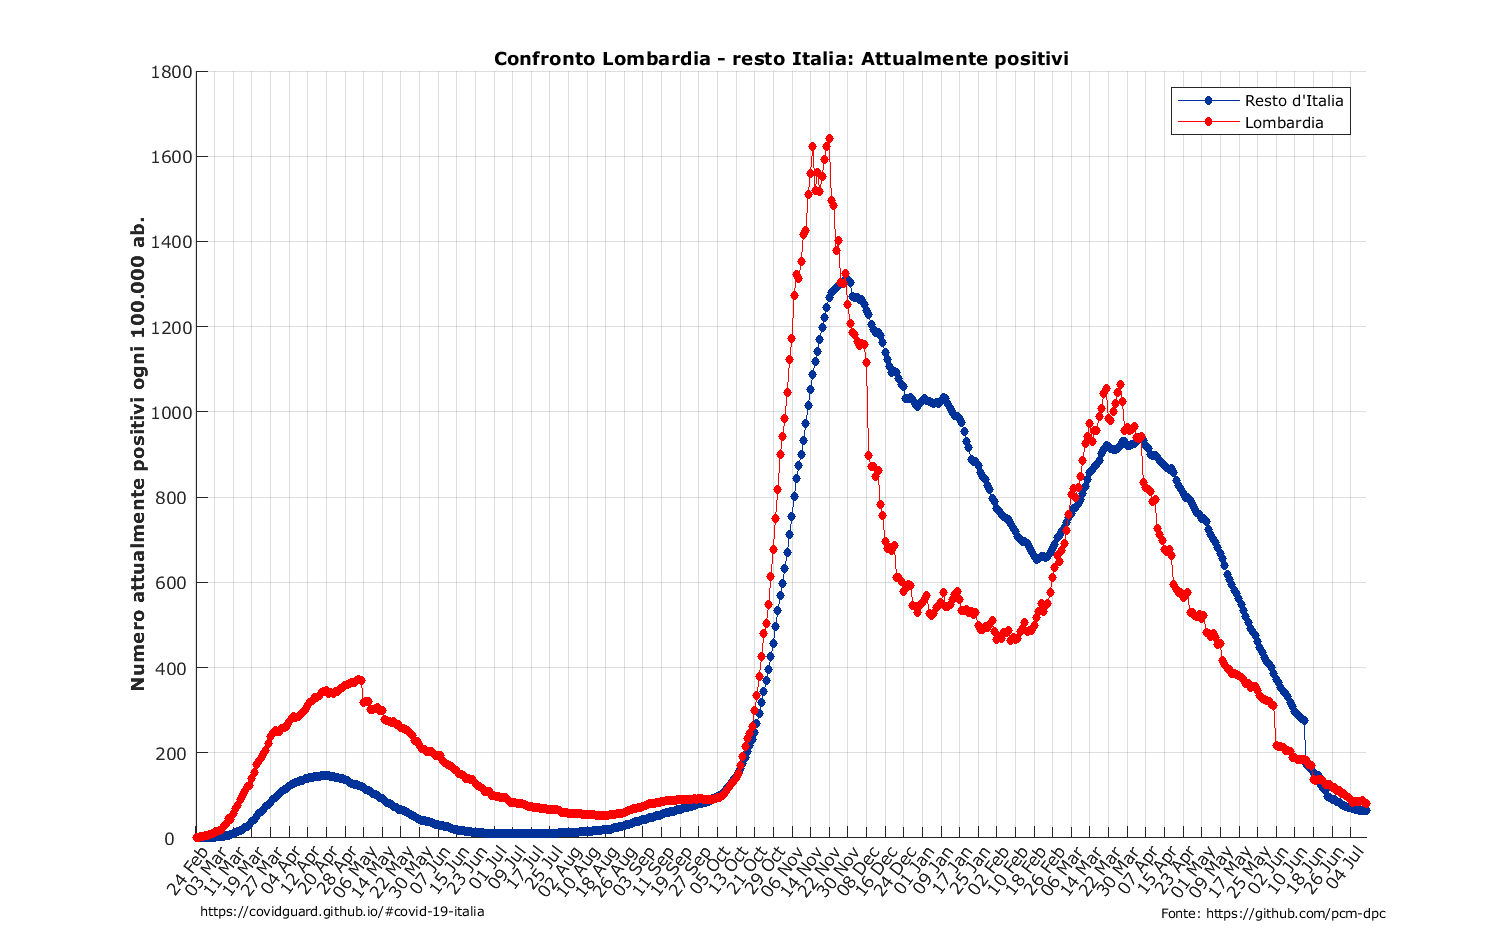 Confronto Lombardia - resto Italia: Attualmente positivi
Resto d'Italia
Lombardia
Numero attualmente positivi ogni 100.000 ab.
1800
1600
1400
1200
1000
800
600
400
200
0
24 Feb
03 Mar
11 Mar
19 Mar
27 Mar
04 Apr
12 Apr
20 Apr
28 Apr
06 May
14 May
22 May
30 May
07 Jun
15 Jun
23 Jun
01 Jul
09 Jul
17 Jul
25 Jul
02 Aug
10 Aug
18 Aug
26 Aug
03 Sep
11 Sep
19 Sep
27 Sep
05 Oct
13 Oct
21 Oct
29 Oct
06 Nov
14 Nov
22 Nov
30 Nov
08 Dec
16 Dec
24 Dec
01 Jan
09 Jan
17 Jan
25 Jan
02 Feb
10 Feb
18 Feb
26 Feb
06 Mar
14 Mar
22 Mar
30 Mar
07 Apr
15 Apr
23 Apr
01 May
09 May
17 May
25 May
02 Jun
10 Jun
18 Jun
26 Jun
04 Jul
https://covidguard.github.io/#covid-19-italia
Fonte: https://github.com/pcm-dpc